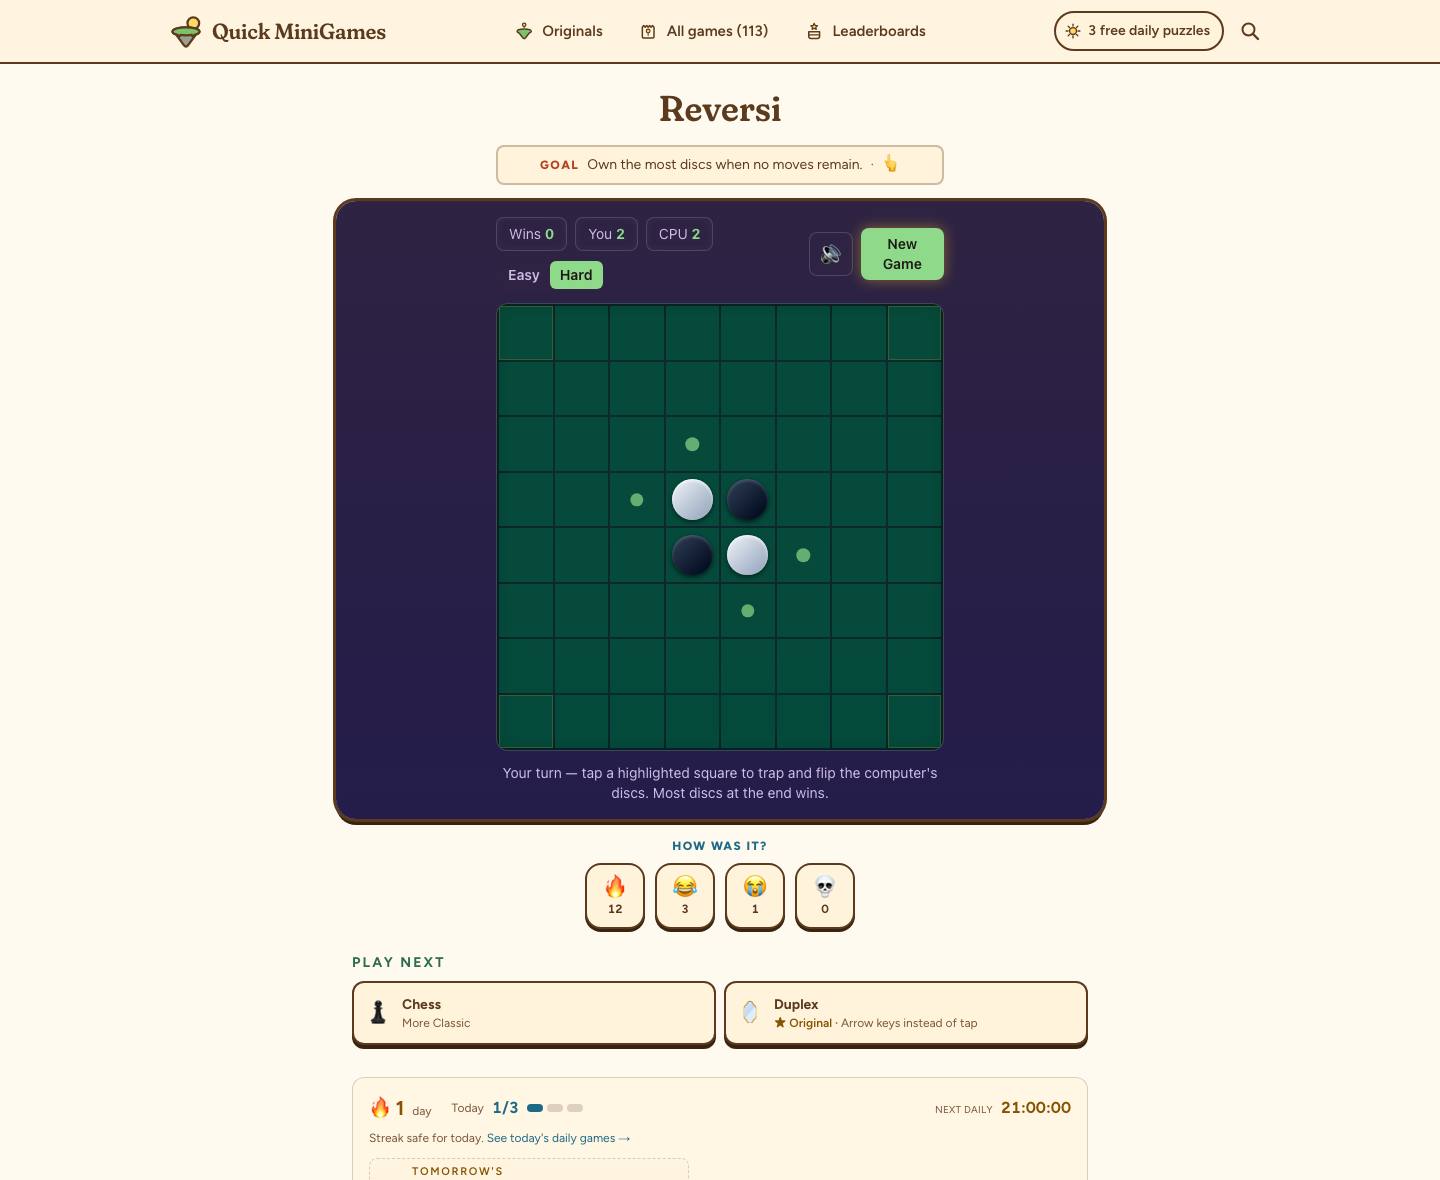 Quick MiniGames
Originals
All games (113)
Leaderboards
3 free daily puzzles
Reversi
GOAL Own the most discs when no moves remain. ·
Wins 0
You 2
CPU 2
Easy
Hard
New
Game
Your turn — tap a highlighted square to trap and flip the computer's
discs. Most discs at the end wins.
HOW WAS IT?
12
3
1
0
PLAY NEXT
Chess
More Classic
Duplex
Original · Arrow keys instead of tap
1 day
Today 1/3
NEXT DAILY 21:00:00
Streak safe for today. See today's daily games →
TOMORROW'S